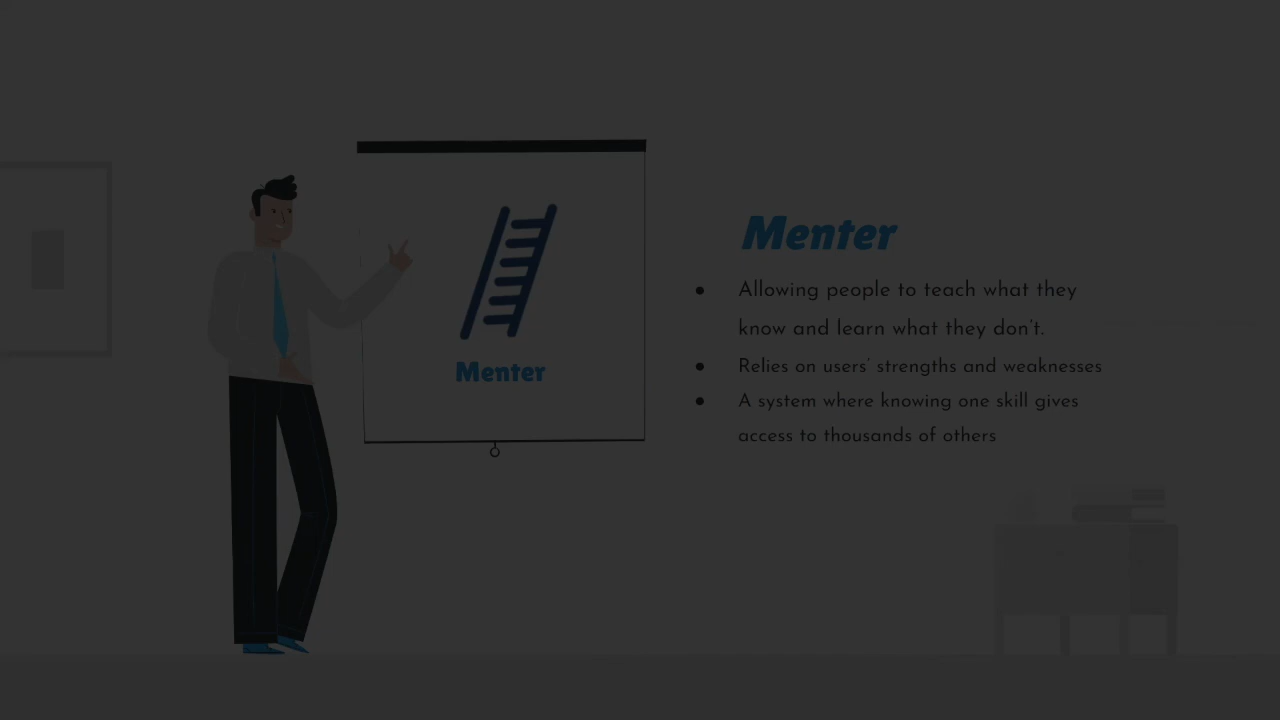 Menter
Menter
● Allowing people to teach what they
know and learn what they don't.
● Relies on users' strengths and weaknesses
● A system where knowing one skill gives
access to thousands of others